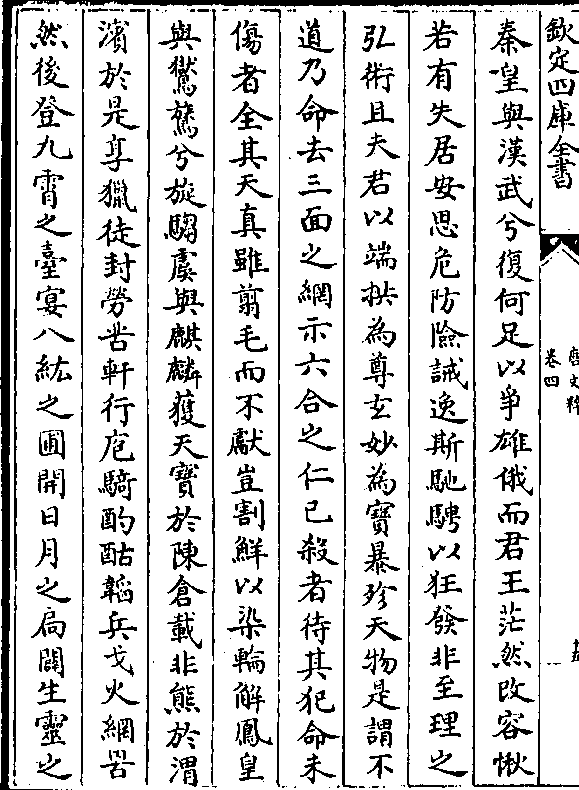 欽定四庫全書
唐文粹
卷四
秦皇與漢武兮復何足以爭雄俄而君王茫然改容愀
若有失居安思危防險誡逸斯馳騁以狂發非至理之
弘術且夫君以端拱為尊玄妙為寶暴殄天物是謂不
道乃命去三面之網示六合之仁已殺者待其犯命未
傷者全其天真雖翦毛而不獻豈割鮮以染輪解鳳皇
與鸑鷟兮旋騶虞與麒麟獲天寶於陳倉載非熊於渭
濱於是享獵徒封勞苦軒行庖騎酌酤韜兵戈火網罟
然後登九霄之臺宴八紘之圃開日月之扃闢生靈之